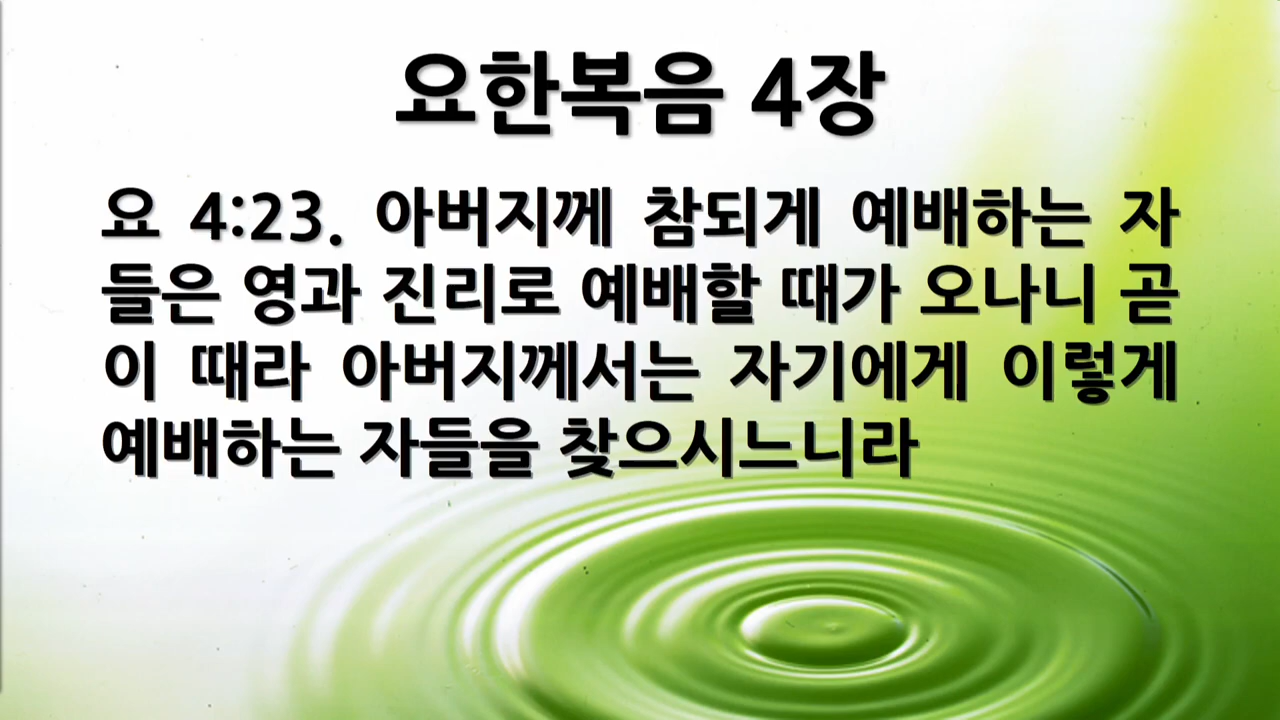 요한복음 4장
요 4:23. 아버지께 참되게 예배하는 자
들은 영과 진리로 예배할 때가 오나니 곧
이 때라 아버지께서는 자기에게 이렇게
예배하는 자들을 찾으시느니라